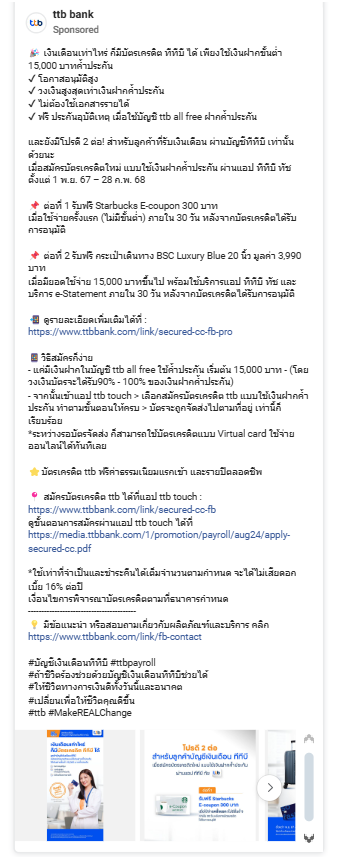 ttb bank
Sponsored
🎉 เงินเดือนเท่าไหร่ ก็มีบัตรเครดิต ทีทีบี ได้ เพียงใช้เงินฝากขั้นต่ำ
15,000 บาทค้ำประกัน
✓ โอกาสอนุมัติสูง
✓ วงเงินสูงสุดเท่าเงินฝากค้ำประกัน
✓ ไม่ต้องใช้เอกสารรายได้
✓ ฟรี ประกันอุบัติเหตุ เมื่อใช้บัญชี ttb all free ฝากค้ำประกัน
และยังมีโปรดี 2 ต่อ! สำหรับลูกค้าที่รับเงินเดือน ผ่านบัญชีทีทีบี เท่านั้น
ด้วยนะ
เมื่อสมัครบัตรเครดิตใหม่ แบบใช้เงินฝากค้ำประกัน ผ่านแอป ทีทีบี ทัช
ตั้งแต่ 1 พ.ย. 67 – 28 ก.พ. 68
📌 ต่อที่ 1 รับฟรี Starbucks E-coupon 300 บาท
เมื่อใช้จ่ายครั้งแรก (ไม่มีขั้นต่ำ) ภายใน 30 วัน หลังจากบัตรเครดิตได้รับ
การอนุมัติ
📌 ต่อที่ 2 รับฟรี กระเป๋าเดินทาง BSC Luxury Blue 20 นิ้ว มูลค่า 3,990
บาท
เมื่อมียอดใช้จ่าย 15,000 บาทขึ้นไป พร้อมใช้บริการแอป ทีทีบี ทัช และ
บริการ e-Statement ภายใน 30 วัน หลังจากบัตรเครดิตได้รับการอนุมัติ
📲 ดูรายละเอียดเพิ่มเติมได้ที่ :
https://www.ttbbank.com/link/secured-cc-fb-pro
วิธีสมัครก็ง่าย
- แค่มีเงินฝากในบัญชี ttb all free ใช้ค้ำประกัน เริ่มต้น 15,000 บาท - (โดย
วงเงินบัตรจะได้รับ90% - 100% ของเงินฝากค้ำประกัน)
- จากนั้นเข้าแอป ttb touch > เลือกสมัครบัตรเครดิต ttb แบบใช้เงินฝากค้ำ
ประกัน ทำตามขั้นตอนให้ครบ > บัตรจะถูกจัดส่งไปตามที่อยู่ เท่านี้ก็
เรียบร้อย
*ระหว่างรอบัตรจัดส่ง ก็สามารถใช้บัตรเครดิตแบบ Virtual card ใช้จ่าย
ออนไลน์ได้ทันทีเลย
⭐ บัตรเครดิต ttb ฟรีค่าธรรมเนียมแรกเข้า และรายปีตลอดชีพ
📍 สมัครบัตรเครดิต ttb ได้ที่แอป ttb touch :
https://www.ttbbank.com/link/secured-cc-fb
ดูขั้นตอนการสมัครผ่านแอป ttb touch ได้ที่
https://media.ttbbank.com/1/promotion/payroll/aug24/apply-
secured-cc.pdf
*ใช้เท่าที่จำเป็นและชำระคืนได้เต็มจำนวนตามกำหนด จะได้ไม่เสียดอก
เบี้ย 16% ต่อปี
เงื่อนไขการพิจารณาบัตรเครดิตตามที่ธนาคารกำหนด
------------------------------------
💡 มีข้อแนะนำ หรือสอบถามเกี่ยวกับผลิตภัณฑ์และบริการ คลิก
https://www.ttbbank.com/link/fb-contact
#บัญชีเงินเดือนทีทีบี #ttbpayroll
#ถ้าชีวิตร้องช่วยด้วยบัญชีเงินเดือนทีทีบีช่วยได้
#ให้ชีวิตทางการเงินดีทั้งวันนี้และอนาคต
#เปลี่ยนเพื่อให้ชีวิตคุณดีขึ้น
#ttb #MakeREALChange
เงินเดือนเท่าไหร่
ก็มีบัตรเครดิต ทีทีบี ได้
โปรดี 2 ต่อ
สำหรับลูกค้าบัญชีเงินเดือน ทีทีบี
รับฟรี Starbucks
E-coupon 300 บาท